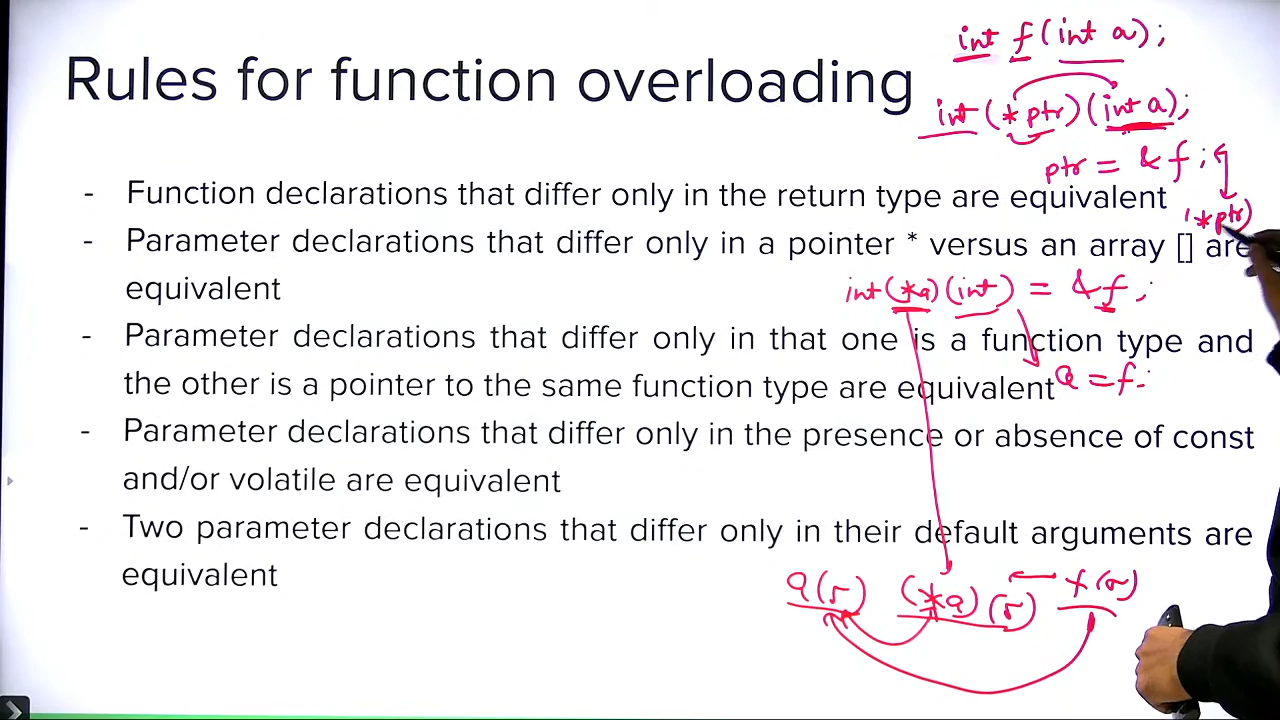 int f(int a);
Rules for function overloading
int (*ptr)(int a);
ptr = &f;
- Function declarations that differ only in the return type are equivalent
(*ptr)
- Parameter declarations that differ only in a pointer * versus an array [] are
equivalent
int(*a)(int) = &f;
- Parameter declarations that differ only in that one is a function type and
the other is a pointer to the same function type are equivalent
a = f;
- Parameter declarations that differ only in the presence or absence of const
and/or volatile are equivalent
- Two parameter declarations that differ only in their default arguments are
equivalent
a(5) (*a)(5) f(5)